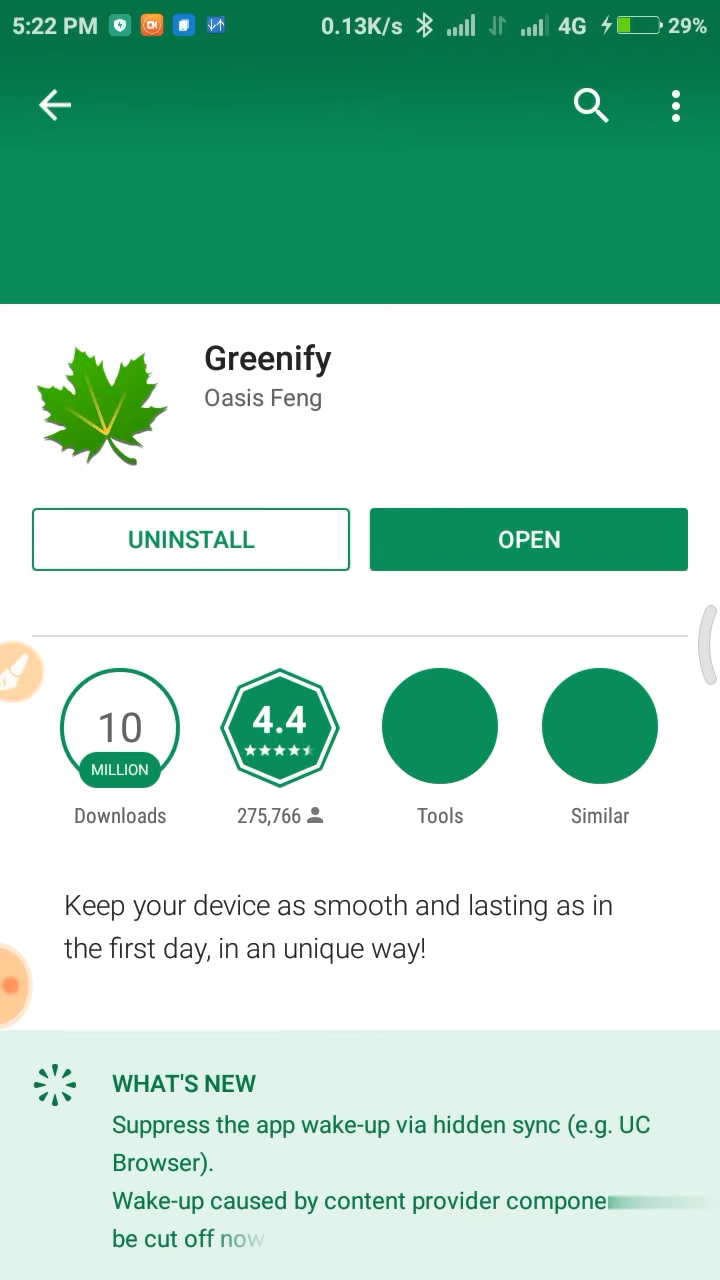 5:22 PM 0.13K/s 4G 29%
Greenify
Oasis Feng
UNINSTALL OPEN
10 4.4
MILLION
Downloads 275,766 Tools Similar
Keep your device as smooth and lasting as in
the first day, in an unique way!
WHAT'S NEW
Suppress the app wake-up via hidden sync (e.g. UC
Browser).
Wake-up caused by content provider compone
be cut off now